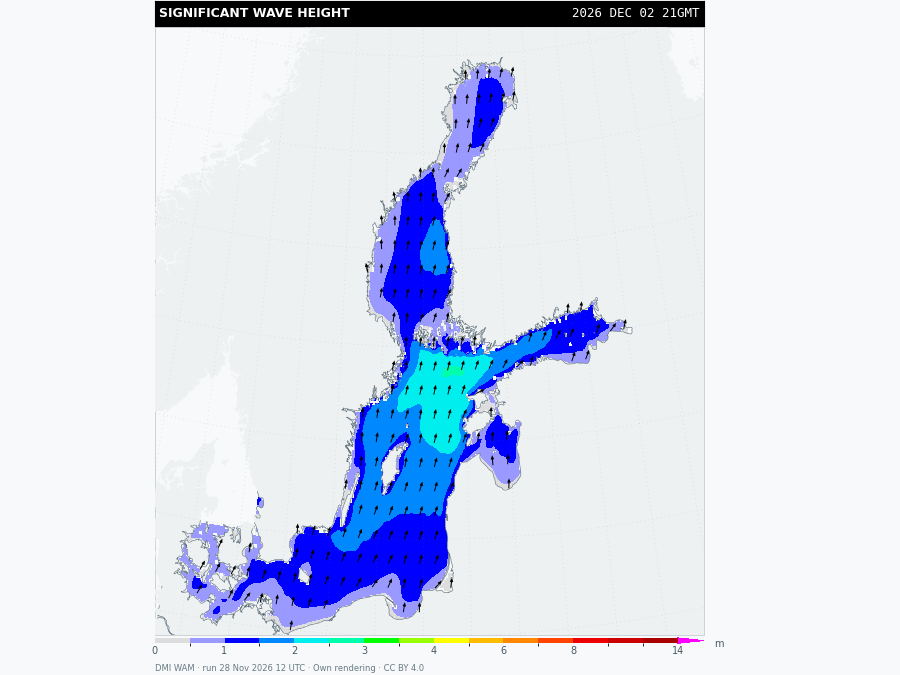 SIGNIFICANT WAVE HEIGHT 2026 DEC 02 21GMT
0 1 2 3 4 6 8 14 m
DMI WAM · run 28 Nov 2026 12 UTC · Own rendering · CC BY 4.0